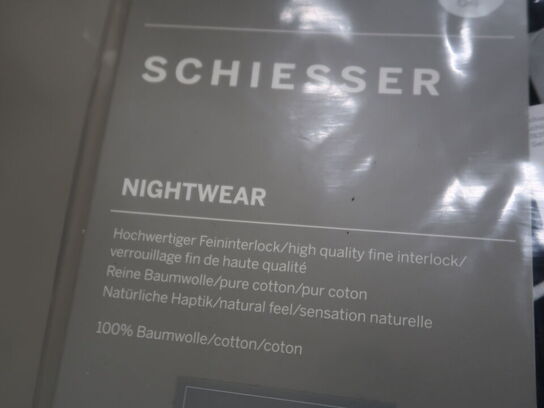 SCHIESSER
NIGHTWEAR
Hochwertiger Feininterlock/high quality fine interlock/
verrouillage fin de haute qualité
Reine Baumwolle/pure cotton/pur coton
Natürliche Haptik/natural feel/sensation naturelle
100% Baumwolle/cotton/coton